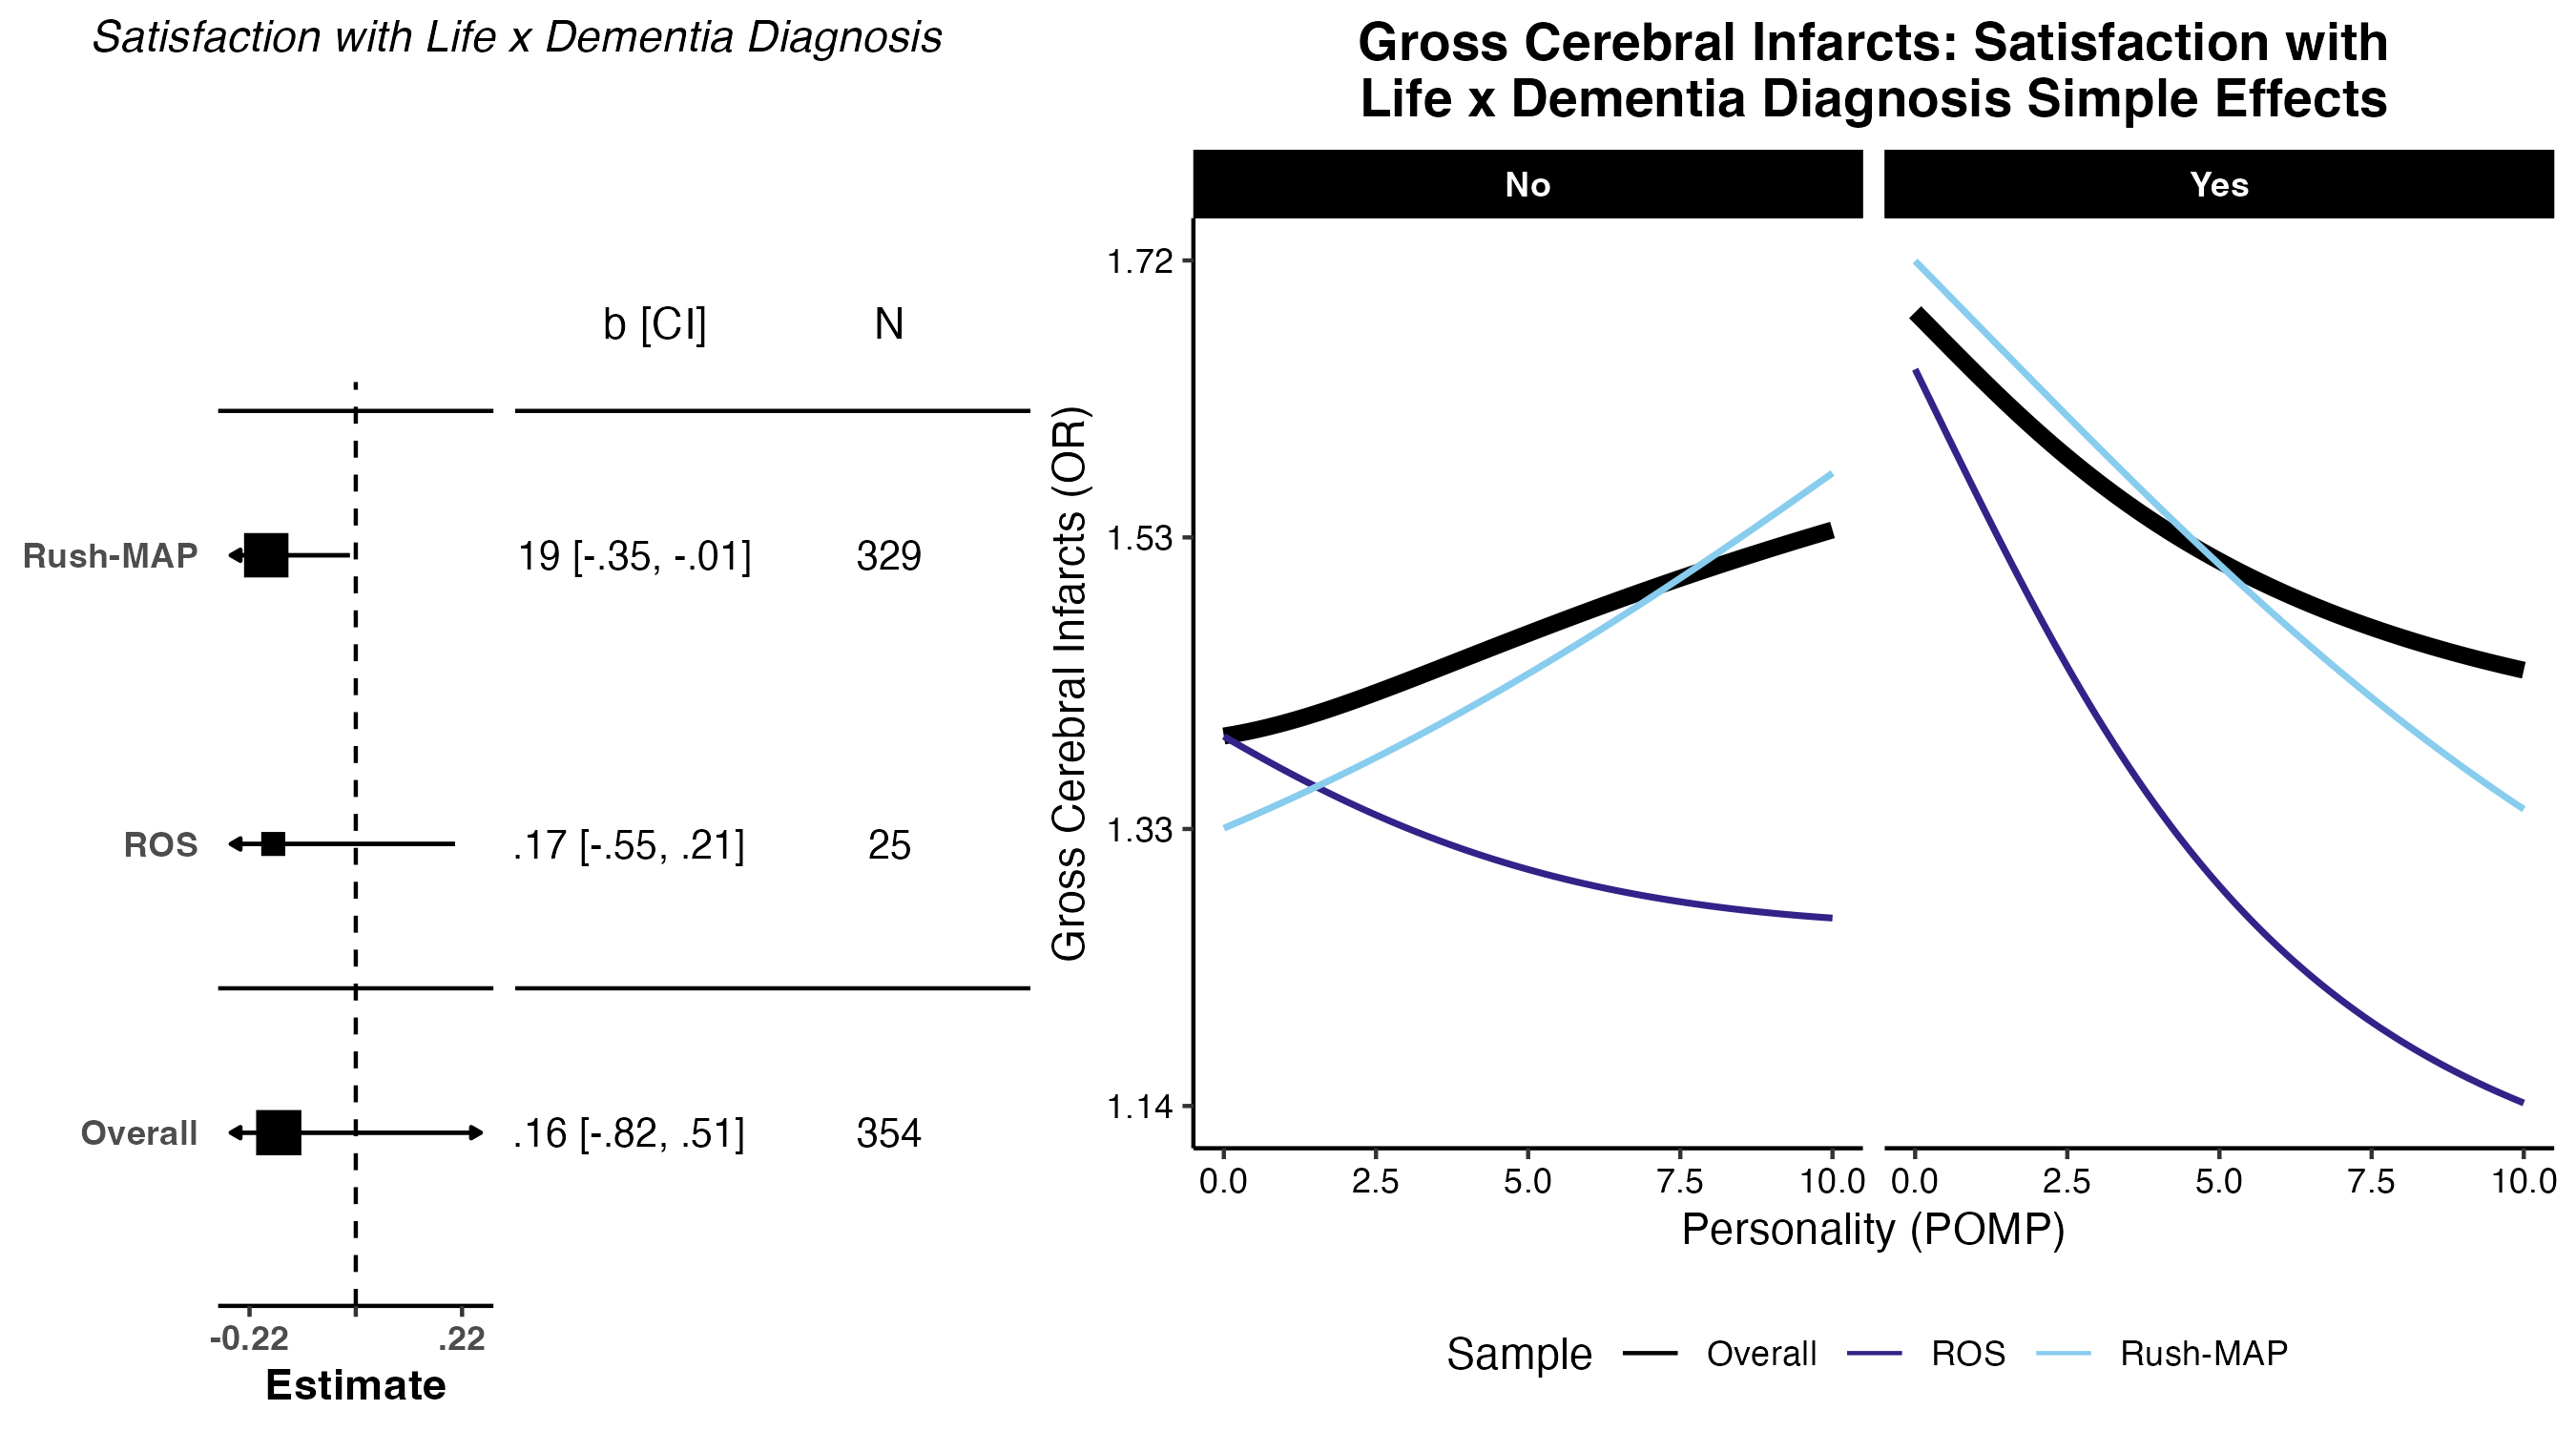 Satisfaction with Life x Dementia Diagnosis
b [CI] N
Rush-MAP 19 [-.35, -.01] 329
ROS .17 [-.55, .21] 25
Overall .16 [-.82, .51] 354
-0.22 .22
Estimate
Gross Cerebral Infarcts: Satisfaction with
Life x Dementia Diagnosis Simple Effects
No Yes
Gross Cerebral Infarcts (OR)
1.72
1.53
1.33
1.14
0.0 2.5 5.0 7.5 10.0 0.0 2.5 5.0 7.5 10.0
Personality (POMP)
Sample Overall ROS Rush-MAP